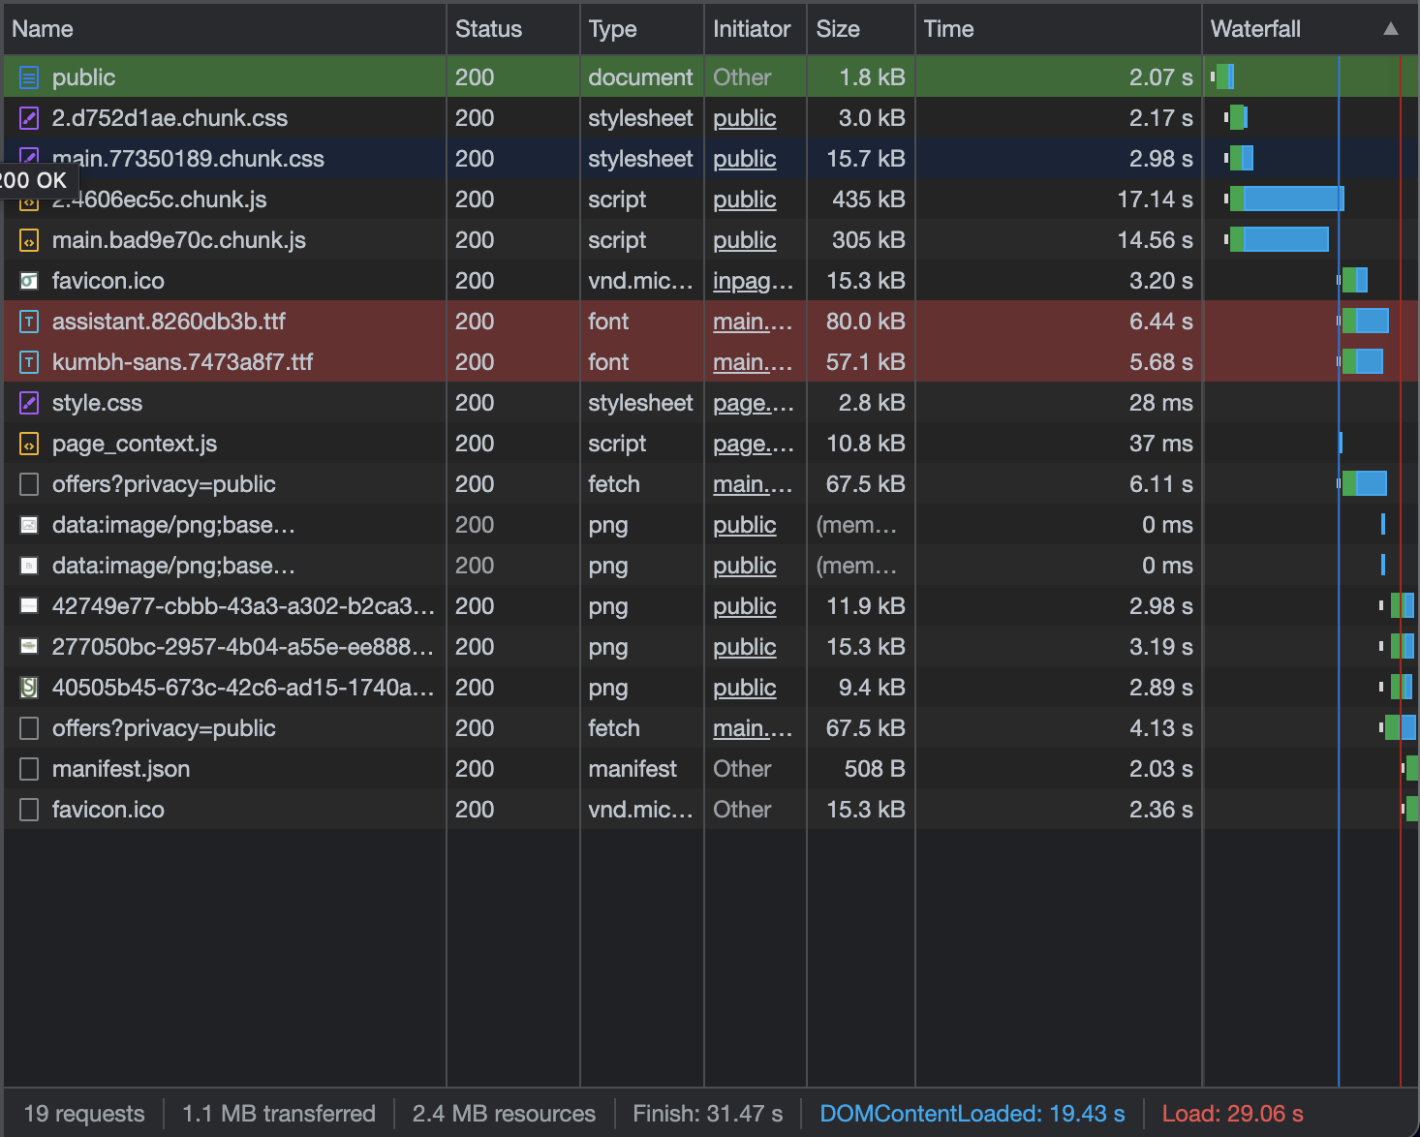 Name Status Type Initiator Size Time Waterfall
public 200 document Other 1.8 kB 2.07 s
2.d752d1ae.chunk.css 200 stylesheet public 3.0 kB 2.17 s
main.77350189.chunk.css 200 stylesheet public 15.7 kB 2.98 s
200 OK
2.4606ec5c.chunk.js 200 script public 435 kB 17.14 s
main.bad9e70c.chunk.js 200 script public 305 kB 14.56 s
favicon.ico 200 vnd.mic... inpag... 15.3 kB 3.20 s
assistant.8260db3b.ttf 200 font main.... 80.0 kB 6.44 s
kumbh-sans.7473a8f7.ttf 200 font main.... 57.1 kB 5.68 s
style.css 200 stylesheet page.... 2.8 kB 28 ms
page_context.js 200 script page.... 10.8 kB 37 ms
offers?privacy=public 200 fetch main.... 67.5 kB 6.11 s
data:image/png;base... 200 png public (mem... 0 ms
data:image/png;base... 200 png public (mem... 0 ms
42749e77-cbbb-43a3-a302-b2ca3... 200 png public 11.9 kB 2.98 s
277050bc-2957-4b04-a55e-ee888... 200 png public 15.3 kB 3.19 s
40505b45-673c-42c6-ad15-1740a... 200 png public 9.4 kB 2.89 s
offers?privacy=public 200 fetch main.... 67.5 kB 4.13 s
manifest.json 200 manifest Other 508 B 2.03 s
favicon.ico 200 vnd.mic... Other 15.3 kB 2.36 s
19 requests 1.1 MB transferred 2.4 MB resources Finish: 31.47 s DOMContentLoaded: 19.43 s Load: 29.06 s